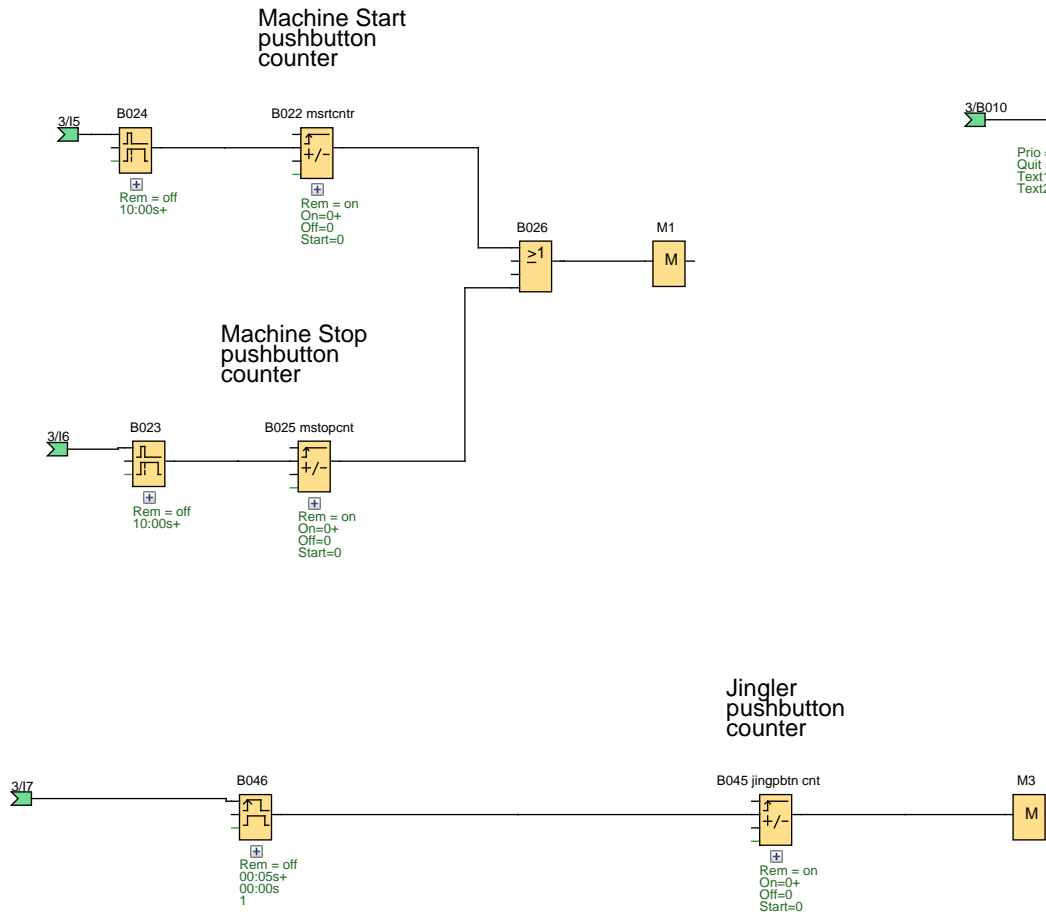 Machine Start
pushbutton
counter
3/I5
B024
Rem = off
10:00s+
B022 msrtcntr
+/-
Rem = on
On=0+
Off=0
Start=0
B026
≥1
M1
M
3/B010
Prio =
Quit =
Text1
Text2
Machine Stop
pushbutton
counter
3/I6
B023
Rem = off
10:00s+
B025 mstopcnt
+/-
Rem = on
On=0+
Off=0
Start=0
Jingler
pushbutton
counter
3/I7
B046
Rem = off
00:05s+
00:00s
1
B045 jingpbtn cnt
+/-
Rem = on
On=0+
Off=0
Start=0
M3
M